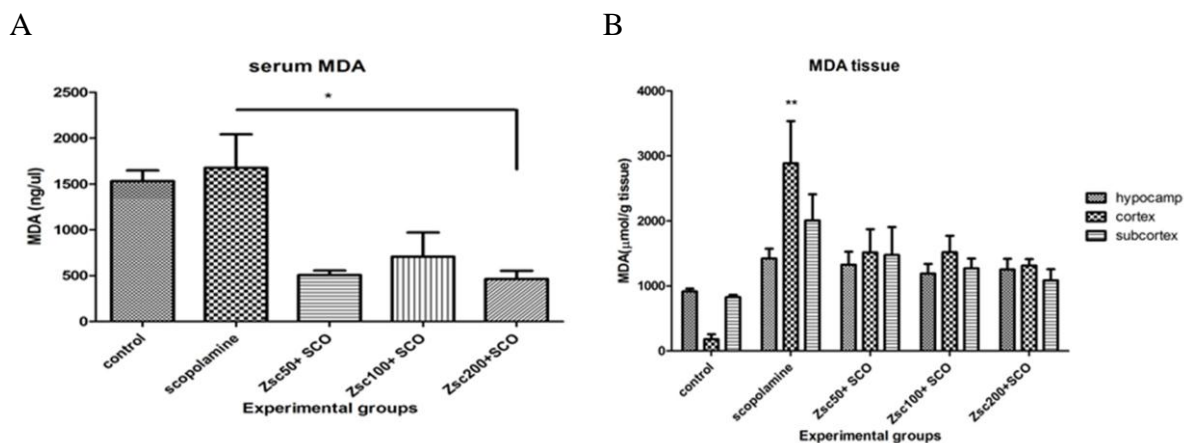 A
serum MDA
2500
2000
1500
1000
500
0
MDA (ng/ul)
*
control
scopolamine
Zsc50+ SCO
Zsc100+ SCO
Zsc200+SCO
Experimental groups
B
MDA tissue
4000
3000
2000
1000
0
MDA(μmol/g tissue)
**
control
scopolamine
Zsc50+ SCO
Zsc100+ SCO
Zsc200+SCO
Experimental groups
hypocamp
cortex
subcortex